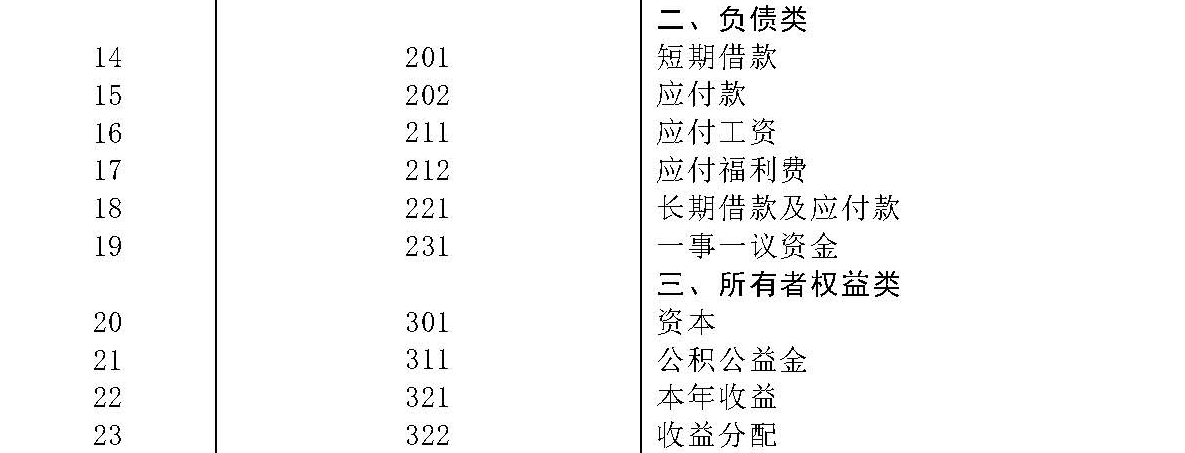 二、负债类
14 201 短期借款
15 202 应付款
16 211 应付工资
17 212 应付福利费
18 221 长期借款及应付款
19 231 一事一议资金
三、所有者权益类
20 301 资本
21 311 公积公益金
22 321 本年收益
23 322 收益分配